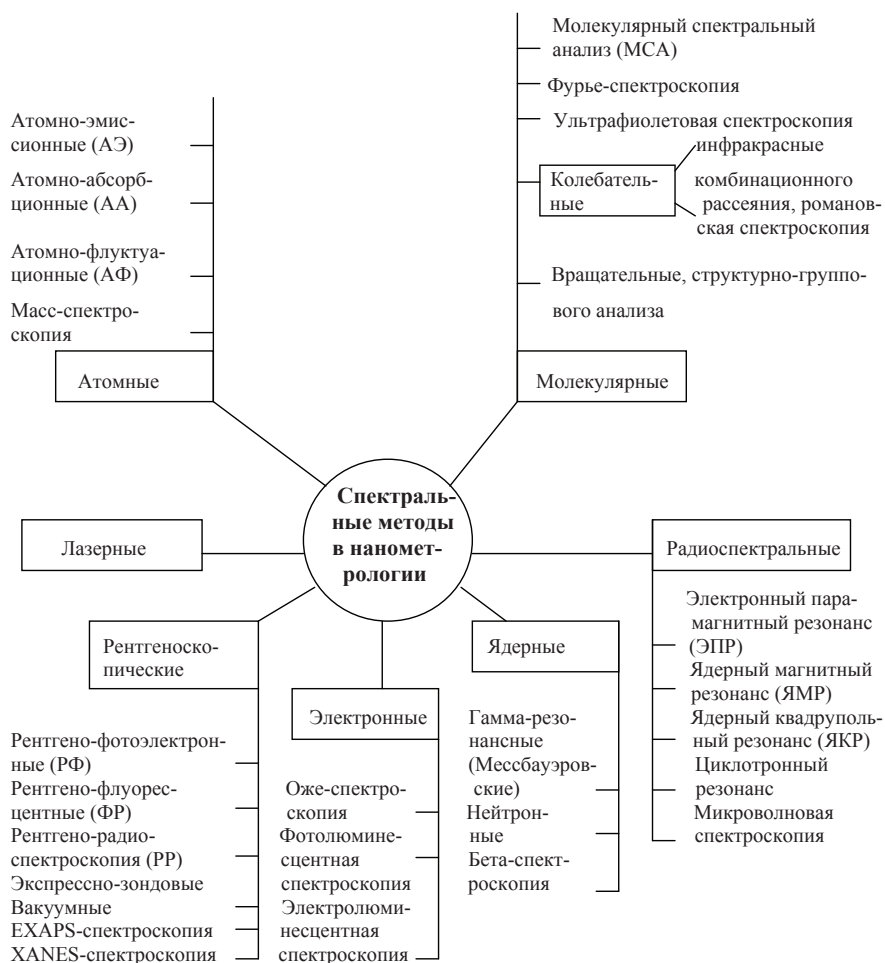 Молекулярный спектральный
анализ (МСА)
Фурье-спектроскопия
Ультрафиолетовая спектроскопия
инфракрасные
Колебатель-
ные
комбинационного
рассеяния, романов-
ская спектроскопия
Вращательные, структурно-группо-
вого анализа
Молекулярные
Атомно-эмис-
сионные (АЭ)
Атомно-абсорб-
ционные (АА)
Атомно-флуктуа-
ционные (АФ)
Масс-спектро-
скопия
Атомные
Спектраль-
ные методы
в наномет-
рологии
Лазерные
Радиоспектральные
Электронный пара-
магнитный резонанс
(ЭПР)
Ядерный магнитный
резонанс (ЯМР)
Ядерный квадруполь-
ный резонанс (ЯКР)
Циклотронный
резонанс
Микроволновая
спектроскопия
Рентгеноско-
пические
Рентгено-фотоэлектрон-
ные (РФ)
Рентгено-флуорес-
центные (ФР)
Рентгено-радио-
спектроскопия (РР)
Экспрессно-зондовые
Вакуумные
EXAPS-спектроскопия
XANES-спектроскопия
Электронные
Оже-спектро-
скопия
Фотолюмине-
сцентная
спектроскопия
Электролюми-
несцентная
спектроскопия
Ядерные
Гамма-резо-
нансные
(Мессбауэров-
ские)
Нейтрон-
ные
Бета-спект-
роскопия